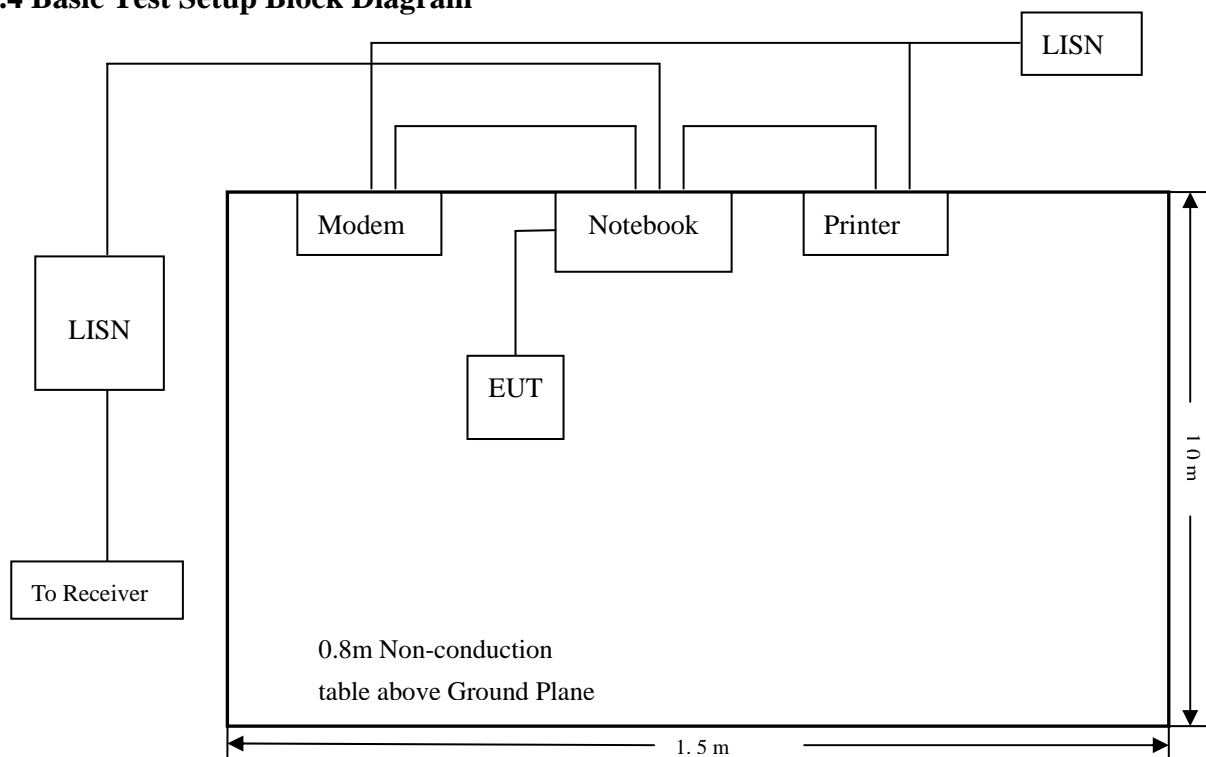 .4 Basic Test Setup Block Diagram
LISN
Modem
Notebook
Printer
LISN
EUT
1.0 m
To Receiver
0.8m Non-conduction
table above Ground Plane
1. 5 m